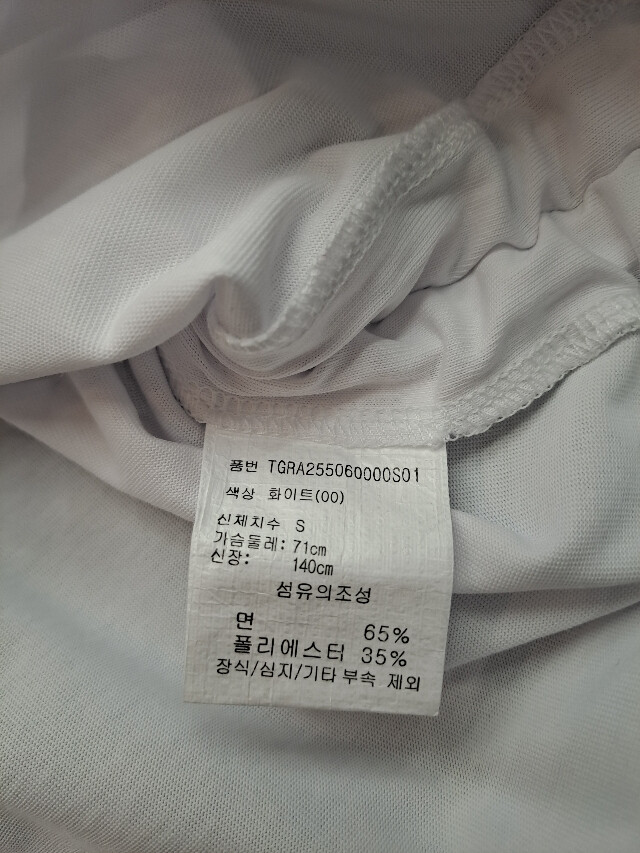 품번 TGRA255060000S01
색상 화이트(00)
신체치수 S
가슴둘레: 71cm
신장: 140cm
섬유의조성
면 65%
폴리에스터 35%
장식/심지/기타 부속 제외